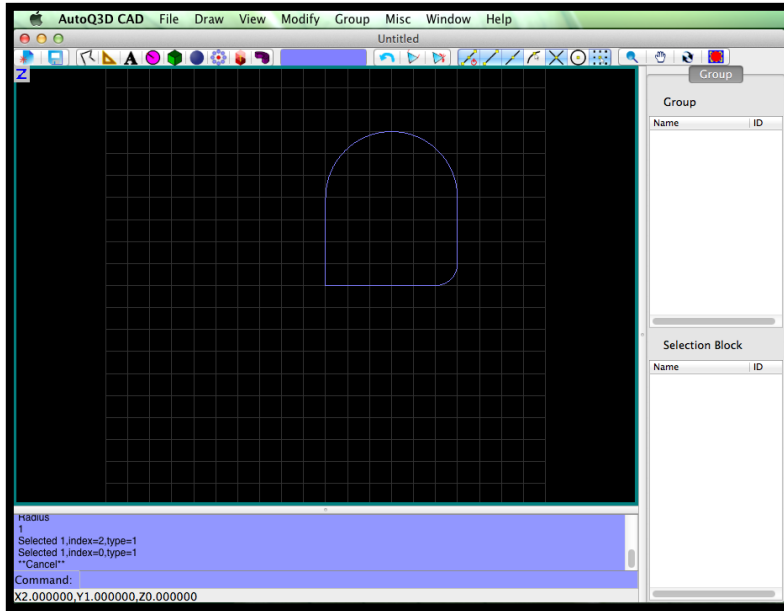 AutoQ3D CAD File Draw View Modify Group Misc Window Help
Untitled
A
Z
Group
Group
Name ID
Selection Block
Name ID
Radius
1
Selected 1,index=2,type=1
Selected 1,index=0,type=1
**Cancel**
Command:
X2.000000,Y1.000000,Z0.000000